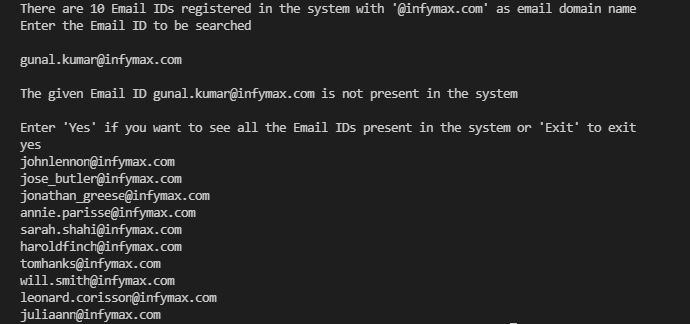 There are 10 Email IDs registered in the system with '@infymax.com' as email domain name
Enter the Email ID to be searched
gunal.kumar@infymax.com
The given Email ID gunal.kumar@infymax.com is not present in the system
Enter 'Yes' if you want to see all the Email IDs present in the system or 'Exit' to exit
yes
johnlennon@infymax.com
jose_butler@infymax.com
jonathan_greese@infymax.com
annie.parisse@infymax.com
sarah.shahi@infymax.com
haroldfinch@infymax.com
tomhanks@infymax.com
will.smith@infymax.com
leonard.corisson@infymax.com
juliaann@infymax.com